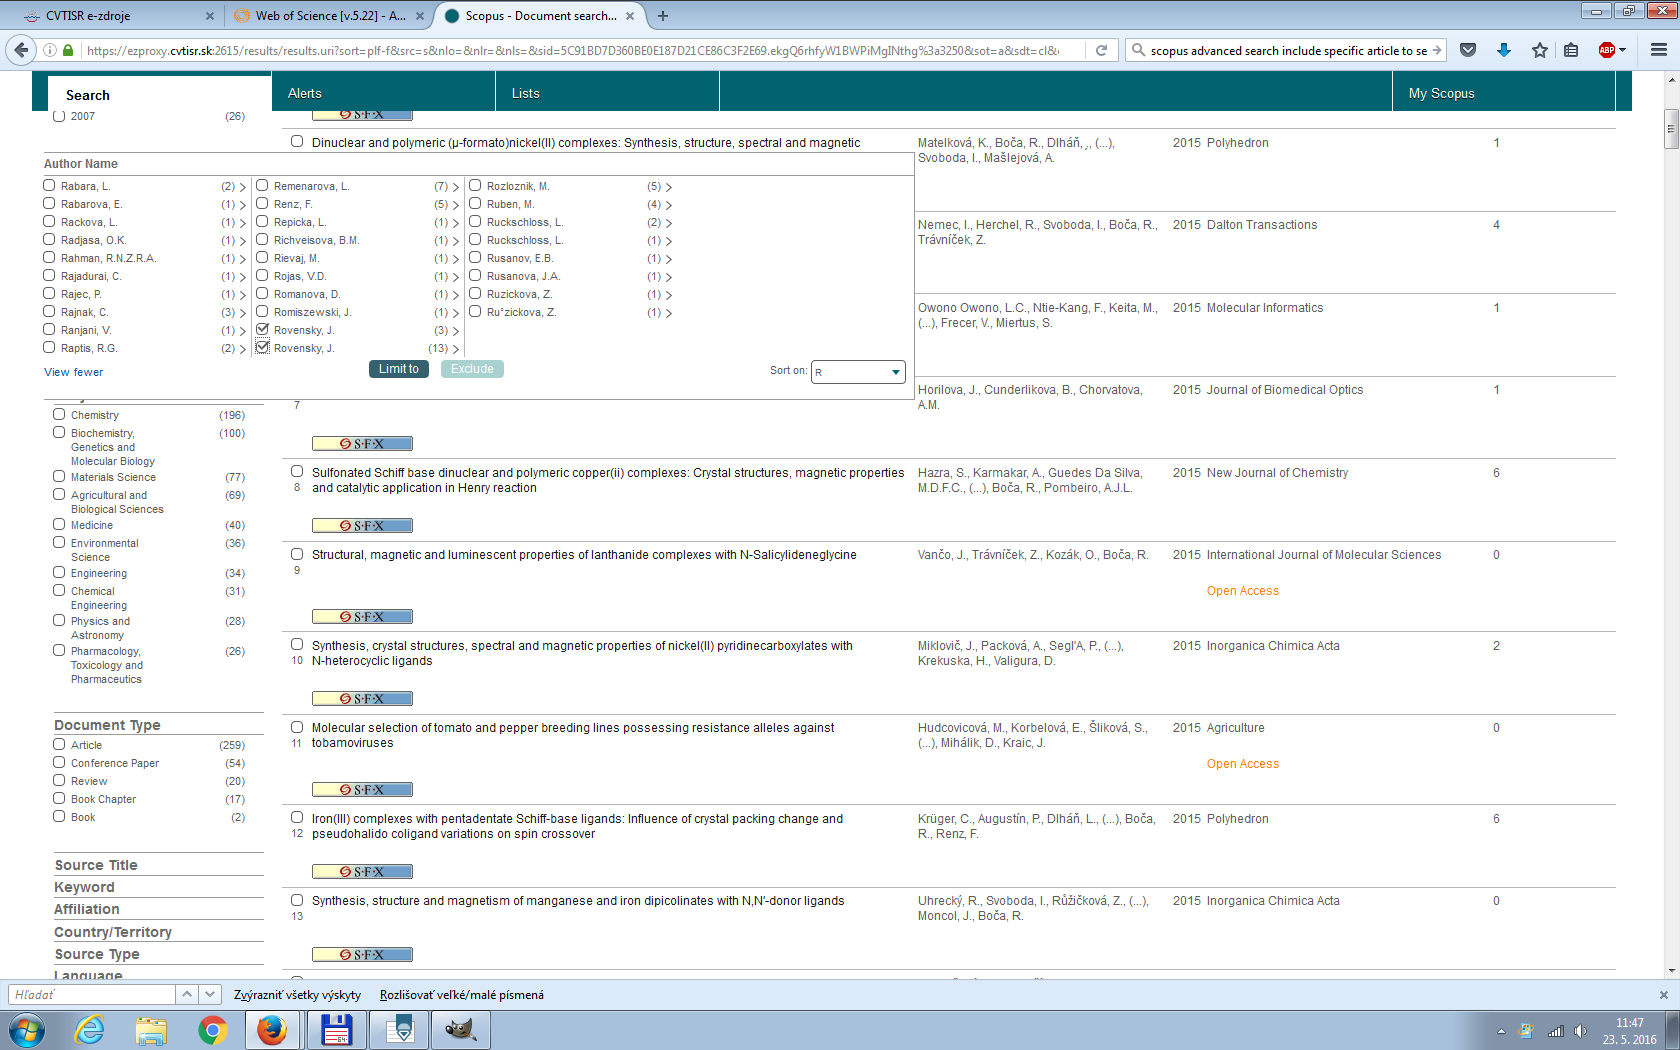 CVTISR e-zdroje
Web of Science [v.5.22] - A...
Scopus - Document search...
https://ezproxy.cvtisr.sk:2615/results/results.uri?sort=plf-f&src=s&nlo=&nlr=&nls=&sid=5C91BD7D360BE0E187D21CE86C3F2E69.ekgQ6rhfyW1BWPiMgINthg%3a3250&sot=a&sdt=cl&c
scopus advanced search include specific article to se
ABP
Search
Alerts
Lists
My Scopus
2007 (26)
S·F·X
Dinuclear and polymeric (μ-formato)nickel(II) complexes: Synthesis, structure, spectral and magnetic
Matelková, K., Boča, R., Dlháň, ., (...),
Svoboda, I., Mašlejová, A.
2015 Polyhedron 1
Author Name
Rabara, L. (2)
Rabarova, E. (1)
Rackova, L. (1)
Radjasa, O.K. (1)
Rahman, R.N.Z.R.A. (1)
Rajadurai, C. (1)
Rajec, P. (1)
Rajnak, C. (3)
Ranjani, V. (1)
Raptis, R.G. (2)
Remenarova, L. (7)
Renz, F. (5)
Repicka, L. (1)
Richveisova, B.M. (1)
Rievaj, M. (1)
Rojas, V.D. (1)
Romanova, D. (1)
Romiszewski, J. (1)
Rovensky, J. (3)
Rovensky, J. (13)
Rozloznik, M. (5)
Ruben, M. (4)
Ruckschloss, L. (2)
Ruckschloss, L. (1)
Rusanov, E.B. (1)
Rusanova, J.A. (1)
Ruzickova, Z. (1)
Ru°zickova, Z. (1)
View fewer
Limit to
Exclude
Sort on: R
Nemec, I., Herchel, R., Svoboda, I., Boča, R.,
Trávníček, Z.
2015 Dalton Transactions 4
Owono Owono, L.C., Ntie-Kang, F., Keita, M.,
(...), Frecer, V., Miertus, S.
2015 Molecular Informatics 1
7
Horilova, J., Cunderlikova, B., Chorvatova,
A.M.
2015 Journal of Biomedical Optics 1
S·F·X
Chemistry (196)
Biochemistry, (100)
Genetics and
Molecular Biology
Materials Science (77)
Agricultural and (69)
Biological Sciences
Medicine (40)
Environmental (36)
Science
Engineering (34)
Chemical (31)
Engineering
Physics and (28)
Astronomy
Pharmacology, (26)
Toxicology and
Pharmaceutics
Document Type
Article (259)
Conference Paper (54)
Review (20)
Book Chapter (17)
Book (2)
Source Title
Keyword
Affiliation
Country/Territory
Source Type
Language
8
Sulfonated Schiff base dinuclear and polymeric copper(ii) complexes: Crystal structures, magnetic properties
and catalytic application in Henry reaction
Hazra, S., Karmakar, A., Guedes Da Silva,
M.D.F.C., (...), Boča, R., Pombeiro, A.J.L.
2015 New Journal of Chemistry 6
S·F·X
9
Structural, magnetic and luminescent properties of lanthanide complexes with N-Salicylideneglycine
Vančo, J., Trávníček, Z., Kozák, O., Boča, R.
2015 International Journal of Molecular Sciences 0
Open Access
S·F·X
10
Synthesis, crystal structures, spectral and magnetic properties of nickel(II) pyridinecarboxylates with
N-heterocyclic ligands
Miklovič, J., Packová, A., Segl'A, P., (...),
Krekuska, H., Valigura, D.
2015 Inorganica Chimica Acta 2
S·F·X
11
Molecular selection of tomato and pepper breeding lines possessing resistance alleles against
tobamoviruses
Hudcovicová, M., Korbelová, E., Šliková, S.,
(...), Mihálik, D., Kraic, J.
2015 Agriculture 0
Open Access
S·F·X
12
Iron(III) complexes with pentadentate Schiff-base ligands: Influence of crystal packing change and
pseudohalido coligand variations on spin crossover
Krüger, C., Augustín, P., Dlháň, L., (...), Boča,
R., Renz, F.
2015 Polyhedron 6
S·F·X
13
Synthesis, structure and magnetism of manganese and iron dipicolinates with N,N′-donor ligands
Uhrecký, R., Svoboda, I., Růžičková, Z., (...),
Moncol, J., Boča, R.
2015 Inorganica Chimica Acta 0
S·F·X
Hľadať
Zvýrazniť všetky výskyty
Rozlišovať veľké/malé písmená
64
11:47
23. 5. 2016